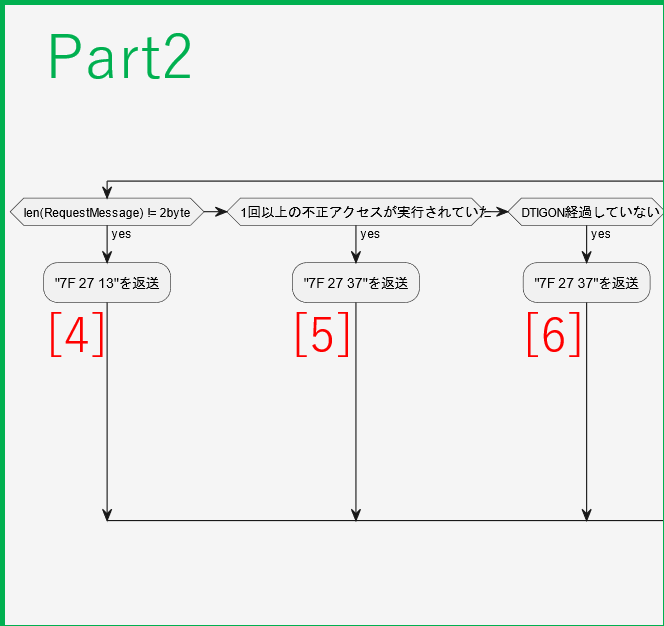 Part2
len(RequestMessage) != 2byte
1回以上の不正アクセスが実行されていた
DTIGON経過していない
yes
yes
yes
"7F 27 13"を返送
"7F 27 37"を返送
"7F 27 37"を返送
[4]
[5]
[6]